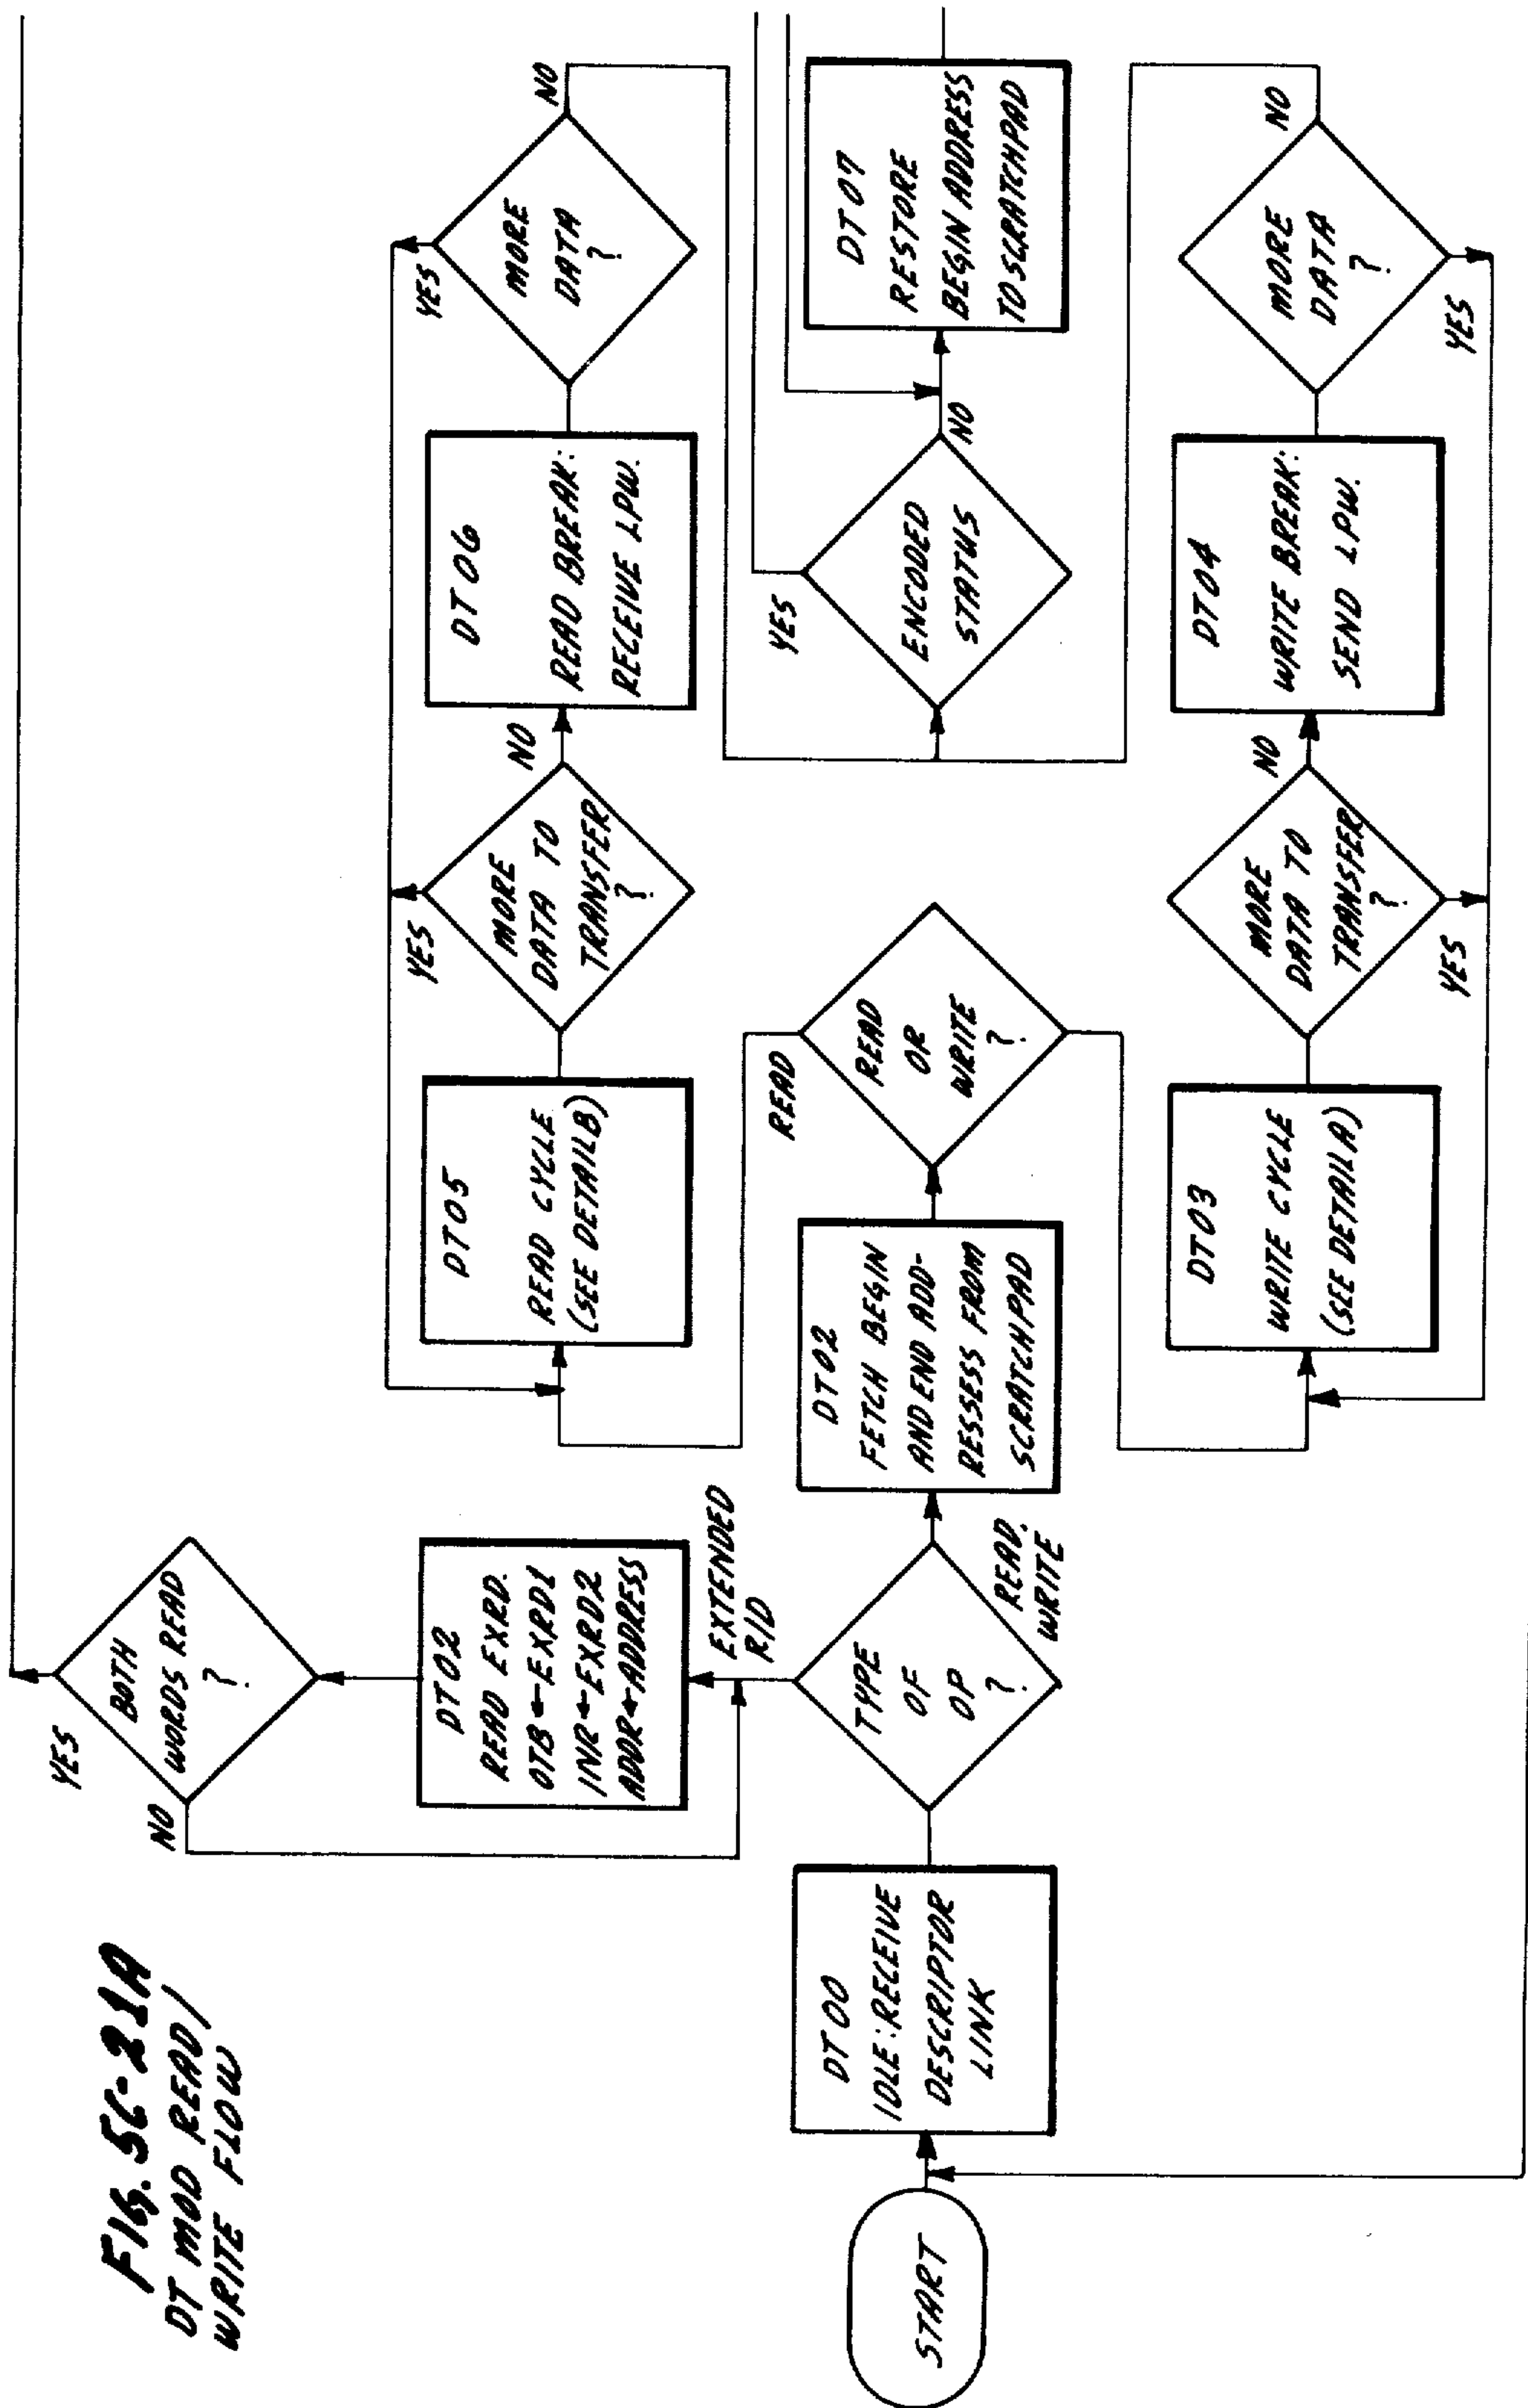 FIG. 5C-21A
DT MOD READ/
WRITE FLOW
START
DT00
IDLE:RECEIVE
DESCRIPTOR
LINK
TYPE
OF
OP
?
EXTENDED
R/D
READ.
WRITE
DT02
READ EXRD.
OTB←EXRD1
INR←EXRD2
ADDR←ADDRESS
BOTH
WORDS READ
?
YES
NO
DT02
FETCH BEGIN
AND END ADD-
RESSES FROM
SCRATCHPAD
READ
OR
WRITE
?
READ
DT05
READ CYCLE
(SEE DETAIL B)
MORE
DATA TO
TRANSFER
?
YES
NO
DT06
READ BREAK:
RECEIVE LPW.
MORE
DATA
?
YES
NO
ENCODED
STATUS
YES
NO
DT07
RESTORE
BEGIN ADDRESS
TO SCRATCHPAD
DT03
WRITE CYCLE
(SEE DETAIL A)
MORE
DATA TO
TRANSFER
?
YES
NO
DT04
WRITE BREAK:
SEND LPW.
MORE
DATA
?
YES
NO